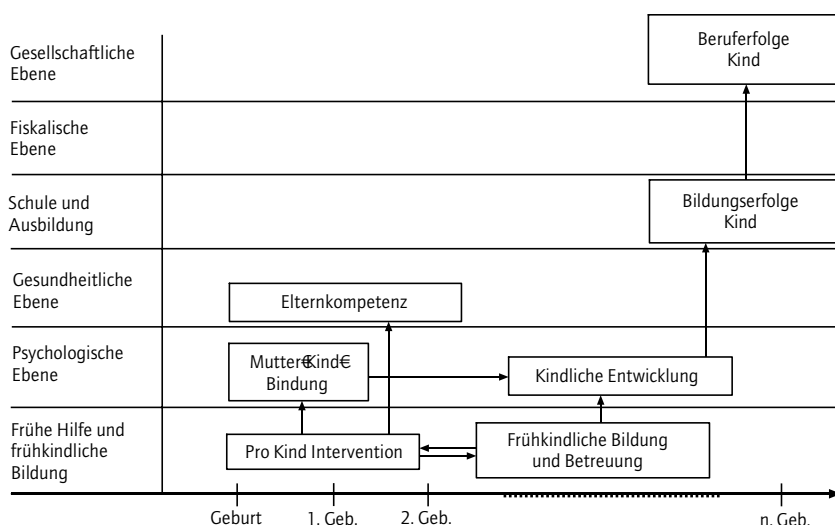 Gesellschaftliche
Ebene
Beruferfolge
Kind
Fiskalische
Ebene
Schule und
Ausbildung
Bildungserfolge
Kind
Gesundheitliche
Ebene
Elternkompetenz
Psychologische
Ebene
Mutter€Kind€
Bindung
Kindliche Entwicklung
Frühe Hilfe und
frühkindliche
Bildung
Pro Kind Intervention
Frühkindliche Bildung
und Betreuung
Geburt
1. Geb.
2. Geb.
n. Geb.